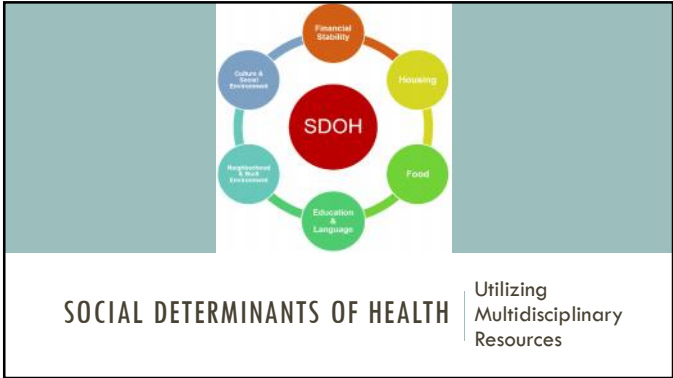 Financial
Stability
Housing
Food
Education
&
Language
Neighborhood
& Built
Environment
Culture &
Social
Environment
SDOH
SOCIAL DETERMINANTS OF HEALTH
Utilizing
Multidisciplinary
Resources